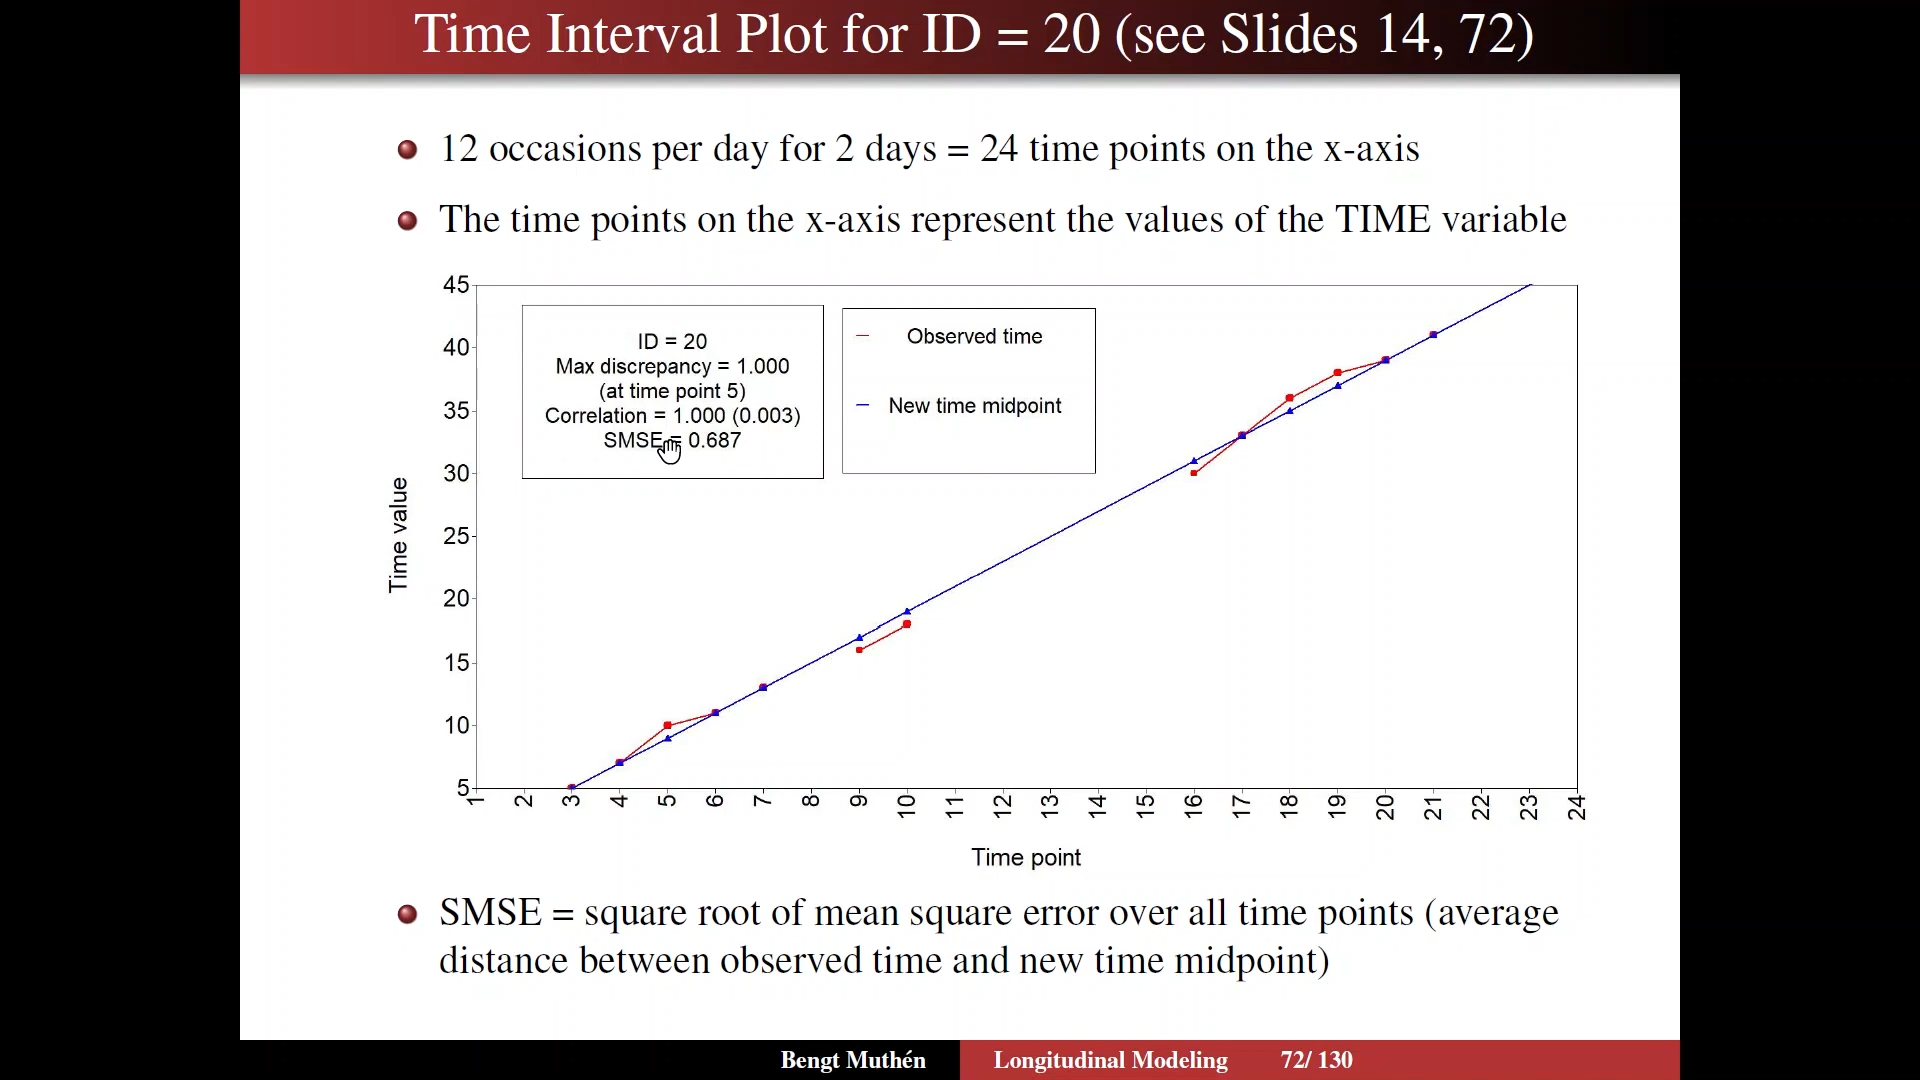 Time Interval Plot for ID = 20 (see Slides 14, 72)
12 occasions per day for 2 days = 24 time points on the x-axis
The time points on the x-axis represent the values of the TIME variable
45
40
35
30
25
20
15
10
5
Time value
ID = 20
Max discrepancy = 1.000
(at time point 5)
Correlation = 1.000 (0.003)
SMSE = 0.687
Observed time
New time midpoint
1 2 3 4 5 6 7 8 9 10 11 12 13 14 15 16 17 18 19 20 21 22 23 24
Time point
SMSE = square root of mean square error over all time points (average
distance between observed time and new time midpoint)
Bengt Muthén Longitudinal Modeling 72/ 130